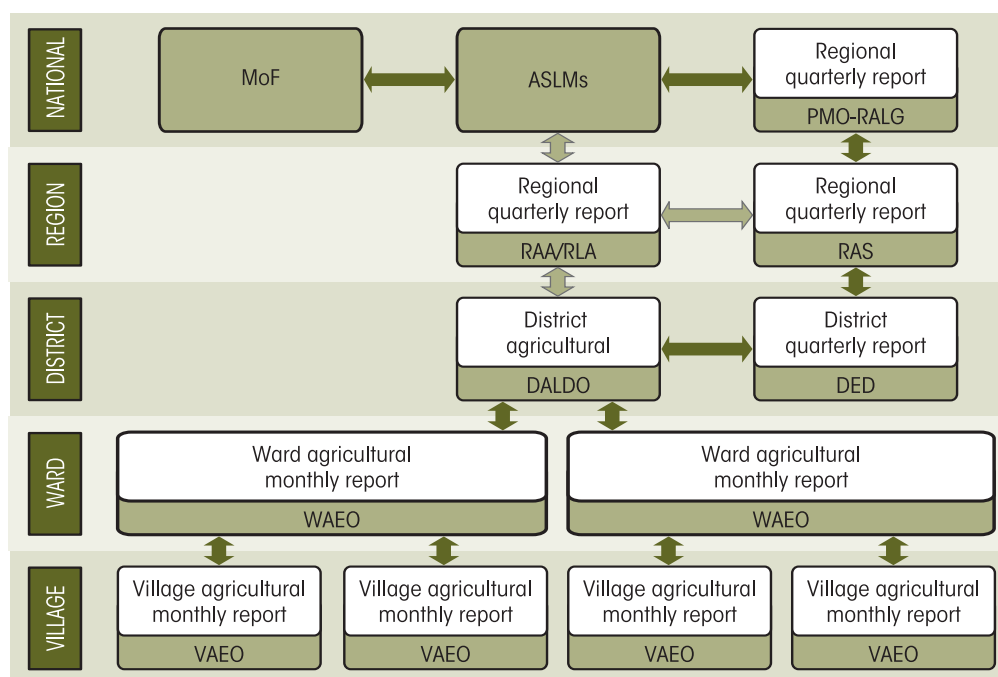 NATIONAL
MoF
ASLMs
Regional
quarterly report
PMO-RALG
REGION
Regional
quarterly report
RAA/RLA
Regional
quarterly report
RAS
DISTRICT
District
agricultural
DALDO
District
quarterly report
DED
WARD
Ward agricultural
monthly report
WAEO
Ward agricultural
monthly report
WAEO
VILLAGE
Village agricultural
monthly report
VAEO
Village agricultural
monthly report
VAEO
Village agricultural
monthly report
VAEO
Village agricultural
monthly report
VAEO